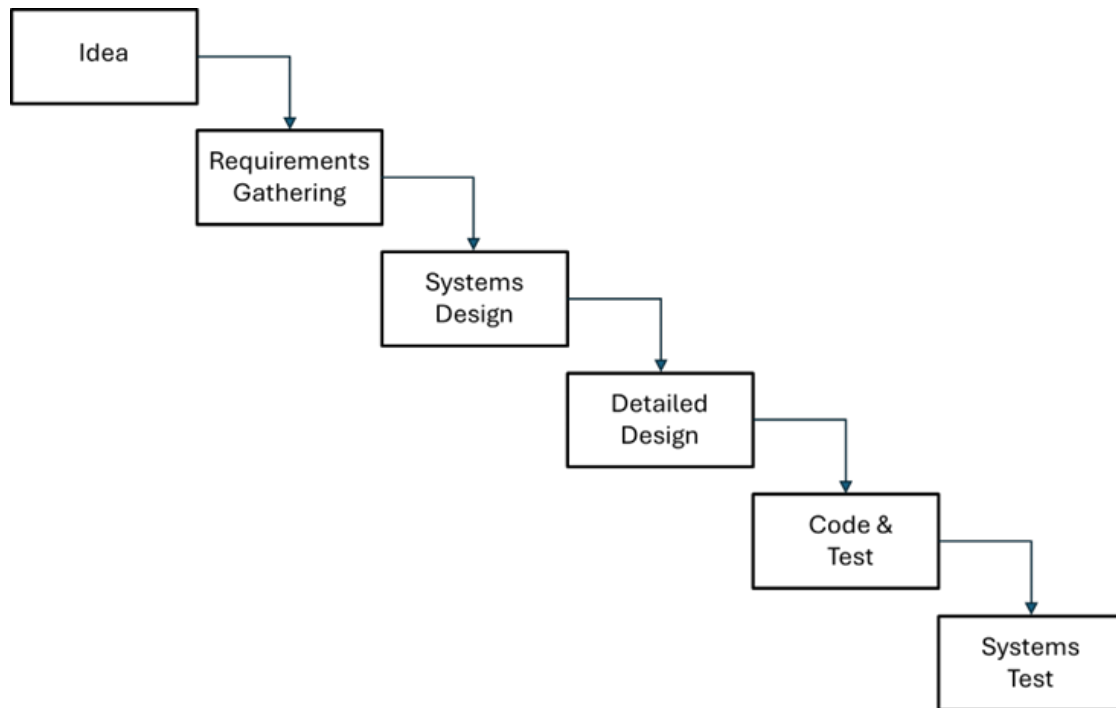 Idea
Requirements
Gathering
Systems
Design
Detailed
Design
Code &
Test
Systems
Test